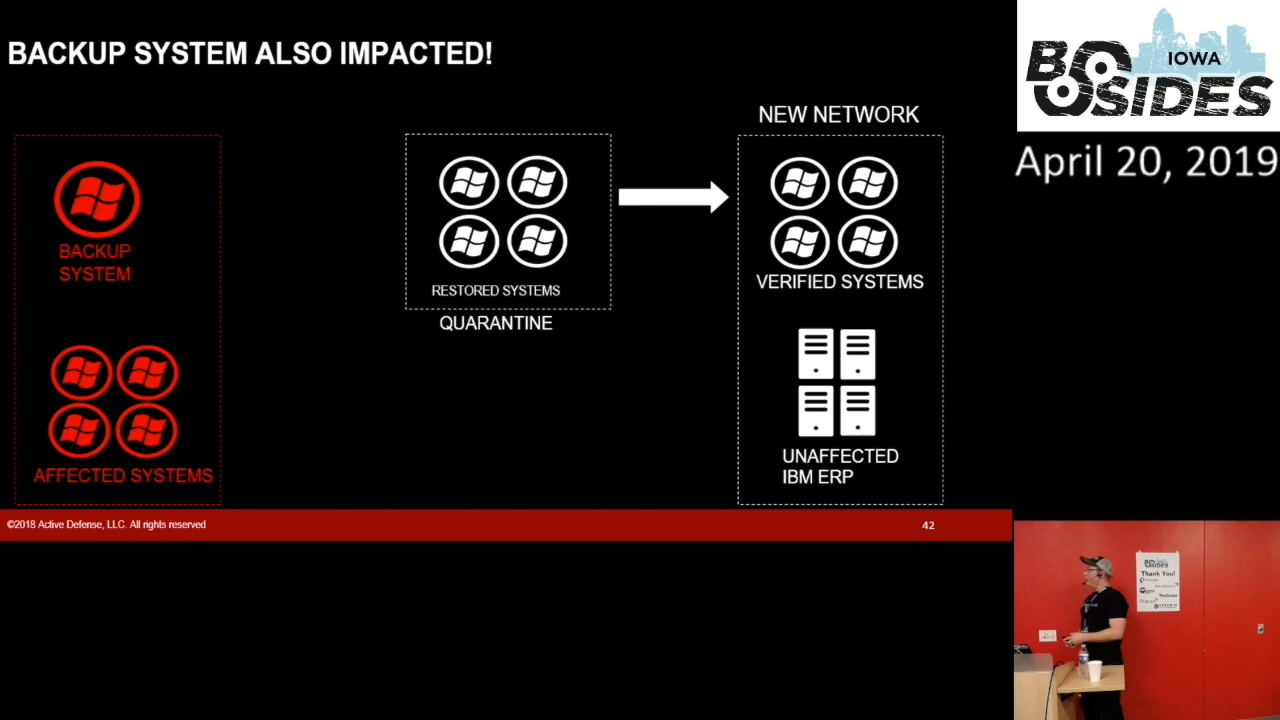 BACKUP SYSTEM ALSO IMPACTED!
BACKUP
SYSTEM
AFFECTED SYSTEMS
RESTORED SYSTEMS
QUARANTINE
NEW NETWORK
VERIFIED SYSTEMS
UNAFFECTED
IBM ERP
©2018 Active Defense, LLC. All rights reserved
42
IOWA
BSIDES
April 20, 2019
Thank You!